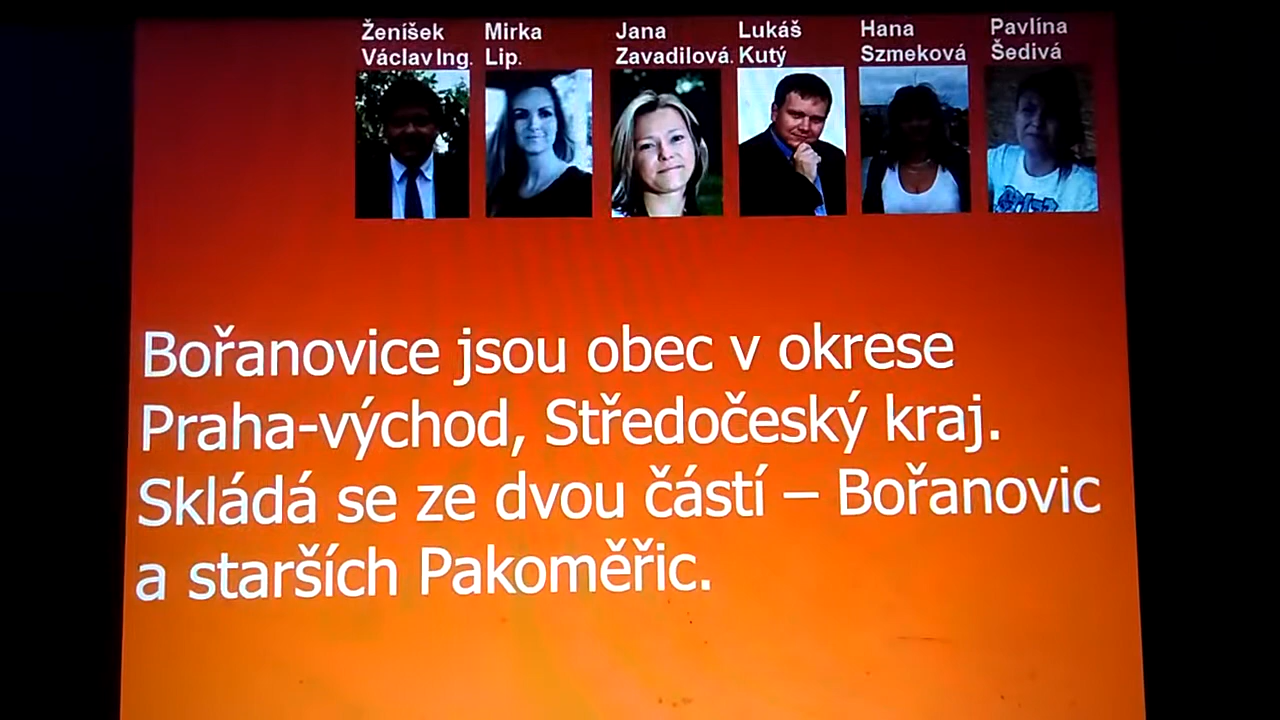 Ženíšek
Václav Ing.
Mirka
Lip.
Jana
Zavadilová.
Lukáš
Kutý
Hana
Szmeková
Pavlína
Šedivá
Bořanovice jsou obec v okrese
Praha-východ, Středočeský kraj.
Skládá se ze dvou částí – Bořanovic
a starších Pakoměřic.